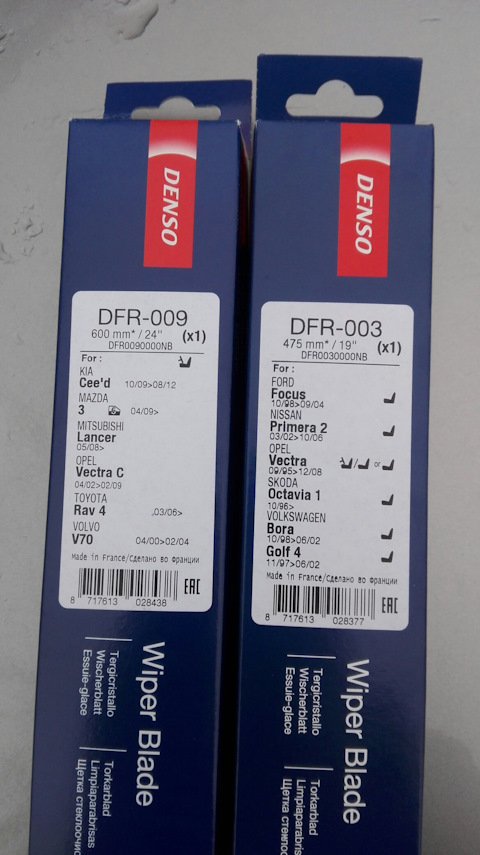 DENSO
DFR-009
600 mm* / 24" (x1)
DFR0090000NB
For :
KIA
Cee'd 10/09>08/12
MAZDA
3 04/09>
MITSUBISHI
Lancer
05/08>
OPEL
Vectra C
04/02>02/09
TOYOTA
Rav 4 03/06>
VOLVO
V70 04/00>02/04
Made in France/Сделано во Франции
EAC
8 717613 028438
Wiper Blade
Tergicristallo
Wischerblatt
Essuie-glace
Torkarblad
Limpiaparabrisas
DENSO
DFR-003
475 mm* / 19" (x1)
DFR0030000NB
For :
FORD
Focus
10/98>09/04
NISSAN
Primera 2
03/02>10/06
OPEL
Vectra / or
09/95>12/08
SKODA
Octavia 1
10/96>
VOLKSWAGEN
Bora
10/98>06/02
Golf 4
11/97>06/02
Made in France/Сделано во Франции
EAC
8 717613 028377
Wiper Blade
Tergicristallo
Wischerblatt
Essuie-glace
Torkarblad
Limpiaparabrisas